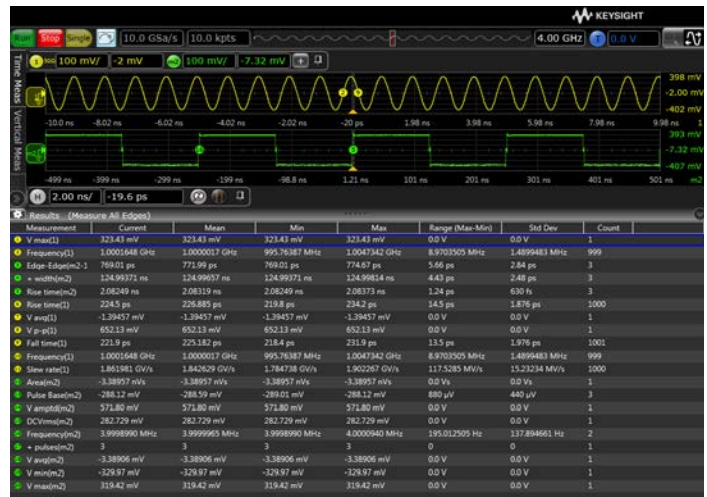 KEYSIGHT
Run Stop Single 10.0 GSa/s 10.0 kpts 4.00 GHz T 0.0 V
1 100 mV/ -2 mV m2 100 mV/ -7.32 mV +
Time Meas
Vertical Meas
398 mV
-2.00 mV
-402 mV
-10.0 ns -8.02 ns -6.02 ns -4.02 ns -2.02 ns -20 ps 1.98 ns 3.98 ns 5.98 ns 7.98 ns 9.98 ns 1
393 mV
-7.32 mV
-407 mV
-499 ns -399 ns -299 ns -199 ns -98.8 ns 1.21 ns 101 ns 201 ns 301 ns 401 ns 501 ns m2
H 2.00 ns/ -19.6 ps
Results (Measure All Edges)
Measurement Current Mean Min Max Range (Max-Min) Std Dev Count
V max(1) 323.43 mV 323.43 mV 323.43 mV 323.43 mV 0.0 V 0.0 V 1
Frequency(1) 1.0001648 GHz 1.0000017 GHz 995.76387 MHz 1.0047342 GHz 8.9703505 MHz 1.4899483 MHz 999
Edge-Edge(m2-1 769.01 ps 771.99 ps 769.01 ps 774.67 ps 5.66 ps 2.84 ps 3
+ width(m2) 124.99371 ns 124.99657 ns 124.99371 ns 124.99814 ns 4.43 ps 2.48 ps 3
Rise time(m2) 2.08249 ns 2.08319 ns 2.08249 ns 2.08373 ns 1.24 ps 630 fs 3
Rise time(1) 224.5 ps 226.885 ps 219.8 ps 234.2 ps 14.5 ps 1.876 ps 1000
V avg(1) -1.39457 mV -1.39457 mV -1.39457 mV -1.39457 mV 0.0 V 0.0 V 1
V p-p(1) 652.13 mV 652.13 mV 652.13 mV 652.13 mV 0.0 V 0.0 V 1
Fall time(1) 221.9 ps 225.182 ps 218.4 ps 231.9 ps 13.5 ps 1.976 ps 1001
Frequency(1) 1.0001648 GHz 1.0000017 GHz 995.76387 MHz 1.0047342 GHz 8.9703505 MHz 1.4899483 MHz 999
Slew rate(1) 1.861981 GV/s 1.842629 GV/s 1.784738 GV/s 1.902267 GV/s 117.5285 MV/s 15.23234 MV/s 1000
Area(m2) -3.38957 nVs -3.38957 nVs -3.38957 nVs -3.38957 nVs 0.0 Vs 0.0 Vs 1
Pulse Base(m2) -288.12 mV -288.59 mV -289.01 mV -288.12 mV 880 µV 440 µV 3
V amptd(m2) 571.80 mV 571.80 mV 571.80 mV 571.80 mV 0.0 V 0.0 V 1
DCVrms(m2) 282.729 mV 282.729 mV 282.729 mV 282.729 mV 0.0 V 0.0 V 1
Frequency(m2) 3.9998990 MHz 3.9999965 MHz 3.9998990 MHz 4.0000940 MHz 195.012505 Hz 137.894661 Hz 2
+ pulses(m2) 3 3 3 3 0 0 1
V avg(m2) -3.38906 mV -3.38906 mV -3.38906 mV -3.38906 mV 0.0 V 0.0 V 1
V min(m2) -329.97 mV -329.97 mV -329.97 mV -329.97 mV 0.0 V 0.0 V 1
V max(m2) 319.42 mV 319.42 mV 319.42 mV 319.42 mV 0.0 V 0.0 V 1